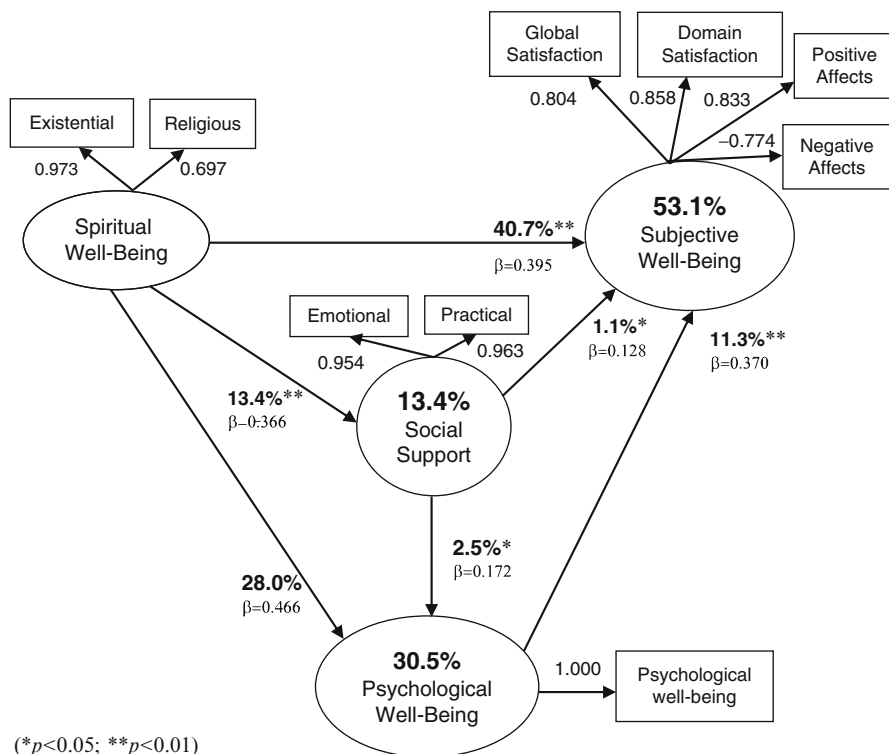 Global
Satisfaction
Domain
Satisfaction
Positive
Affects
0.804
0.858
0.833
Existential
Religious
−0.774
Negative
Affects
0.973
0.697
Spiritual
Well-Being
40.7%**
β=0.395
53.1%
Subjective
Well-Being
Emotional
Practical
0.954
0.963
1.1%*
β=0.128
11.3%**
β=0.370
13.4%**
β–0.366
13.4%
Social
Support
2.5%*
β=0.172
28.0%
β=0.466
30.5%
Psychological
Well-Being
1.000
Psychological
well-being
(*p<0.05; **p<0.01)